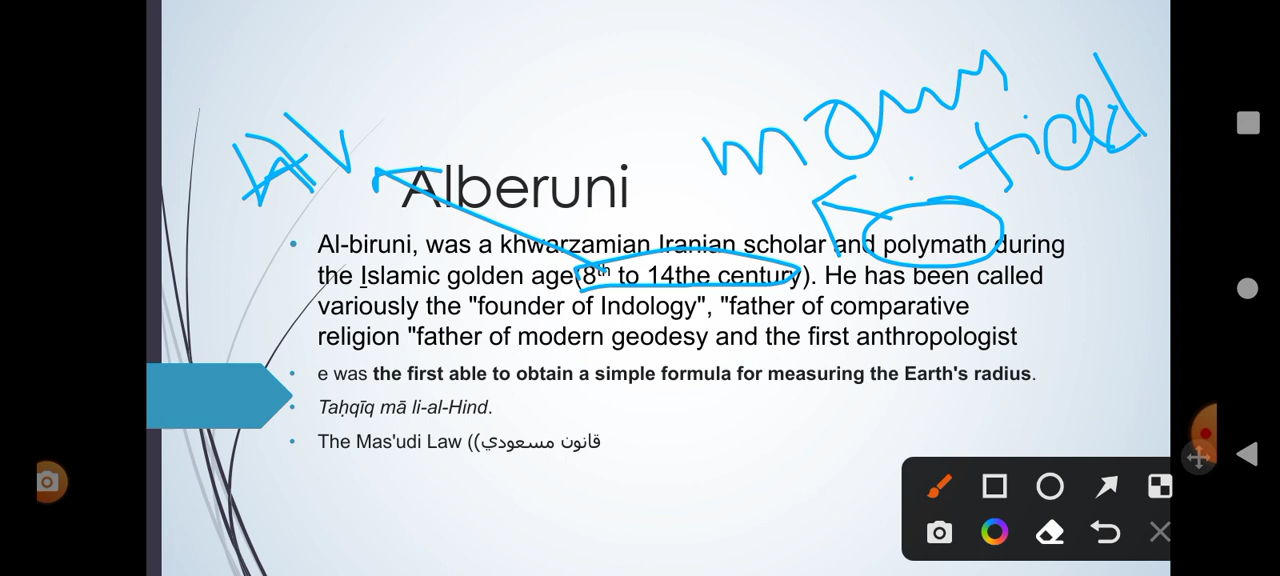 many
field
Alberuni
Al-biruni, was a khwarzamian Iranian scholar and polymath during
the Islamic golden age(8th to 14the century). He has been called
variously the "founder of Indology", "father of comparative
religion "father of modern geodesy and the first anthropologist
e was the first able to obtain a simple formula for measuring the Earth's radius.
Taḥqīq mā li-al-Hind.
The Mas'udi Law ((قانون مسعودي